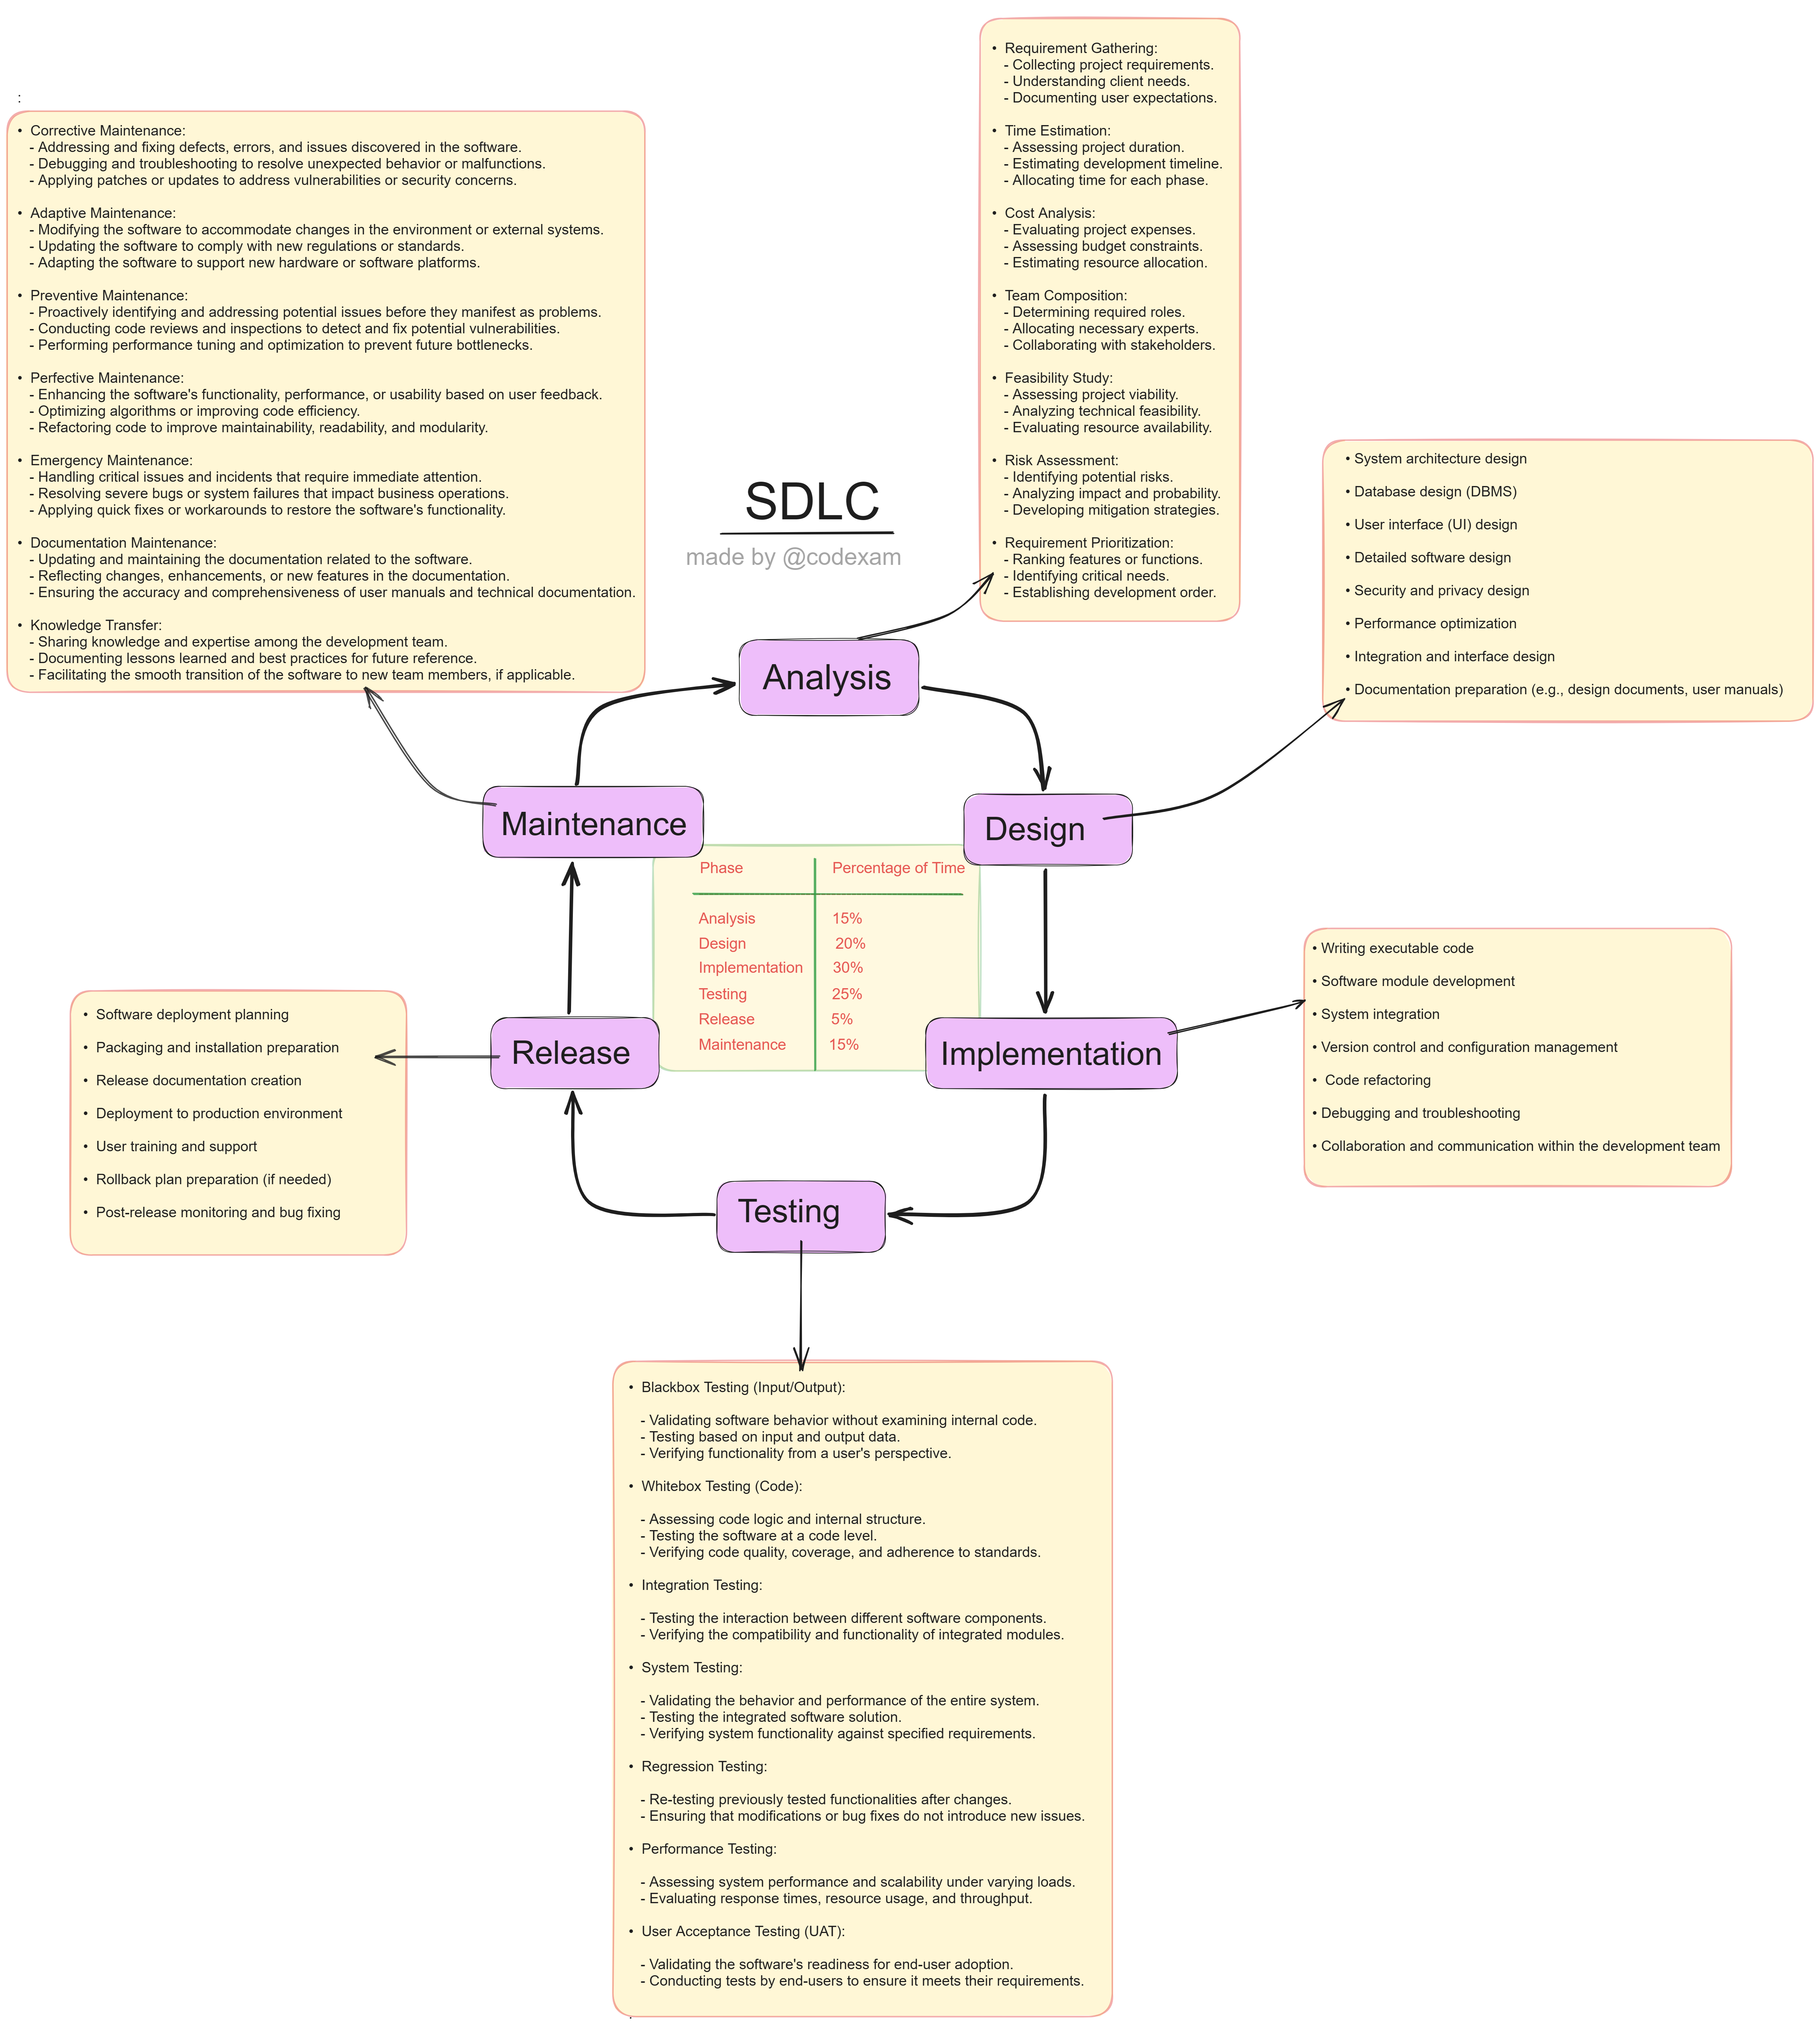 SDLC
made by @codexam
Analysis
• Requirement Gathering:
- Collecting project requirements.
- Understanding client needs.
- Documenting user expectations.
• Time Estimation:
- Assessing project duration.
- Estimating development timeline.
- Allocating time for each phase.
• Cost Analysis:
- Evaluating project expenses.
- Assessing budget constraints.
- Estimating resource allocation.
• Team Composition:
- Determining required roles.
- Allocating necessary experts.
- Collaborating with stakeholders.
• Feasibility Study:
- Assessing project viability.
- Analyzing technical feasibility.
- Evaluating resource availability.
• Risk Assessment:
- Identifying potential risks.
- Analyzing impact and probability.
- Developing mitigation strategies.
• Requirement Prioritization:
- Ranking features or functions.
- Identifying critical needs.
- Establishing development order.
Design
• System architecture design
• Database design (DBMS)
• User interface (UI) design
• Detailed software design
• Security and privacy design
• Performance optimization
• Integration and interface design
• Documentation preparation (e.g., design documents, user manuals)
Implementation
• Writing executable code
• Software module development
• System integration
• Version control and configuration management
• Code refactoring
• Debugging and troubleshooting
• Collaboration and communication within the development team
Testing
• Blackbox Testing (Input/Output):
- Validating software behavior without examining internal code.
- Testing based on input and output data.
- Verifying functionality from a user's perspective.
• Whitebox Testing (Code):
- Assessing code logic and internal structure.
- Testing the software at a code level.
- Verifying code quality, coverage, and adherence to standards.
• Integration Testing:
- Testing the interaction between different software components.
- Verifying the compatibility and functionality of integrated modules.
• System Testing:
- Validating the behavior and performance of the entire system.
- Testing the integrated software solution.
- Verifying system functionality against specified requirements.
• Regression Testing:
- Re-testing previously tested functionalities after changes.
- Ensuring that modifications or bug fixes do not introduce new issues.
• Performance Testing:
- Assessing system performance and scalability under varying loads.
- Evaluating response times, resource usage, and throughput.
• User Acceptance Testing (UAT):
- Validating the software's readiness for end-user adoption.
- Conducting tests by end-users to ensure it meets their requirements.
Release
• Software deployment planning
• Packaging and installation preparation
• Release documentation creation
• Deployment to production environment
• User training and support
• Rollback plan preparation (if needed)
• Post-release monitoring and bug fixing
Maintenance
:
• Corrective Maintenance:
- Addressing and fixing defects, errors, and issues discovered in the software.
- Debugging and troubleshooting to resolve unexpected behavior or malfunctions.
- Applying patches or updates to address vulnerabilities or security concerns.
• Adaptive Maintenance:
- Modifying the software to accommodate changes in the environment or external systems.
- Updating the software to comply with new regulations or standards.
- Adapting the software to support new hardware or software platforms.
• Preventive Maintenance:
- Proactively identifying and addressing potential issues before they manifest as problems.
- Conducting code reviews and inspections to detect and fix potential vulnerabilities.
- Performing performance tuning and optimization to prevent future bottlenecks.
• Perfective Maintenance:
- Enhancing the software's functionality, performance, or usability based on user feedback.
- Optimizing algorithms or improving code efficiency.
- Refactoring code to improve maintainability, readability, and modularity.
• Emergency Maintenance:
- Handling critical issues and incidents that require immediate attention.
- Resolving severe bugs or system failures that impact business operations.
- Applying quick fixes or workarounds to restore the software's functionality.
• Documentation Maintenance:
- Updating and maintaining the documentation related to the software.
- Reflecting changes, enhancements, or new features in the documentation.
- Ensuring the accuracy and comprehensiveness of user manuals and technical documentation.
• Knowledge Transfer:
- Sharing knowledge and expertise among the development team.
- Documenting lessons learned and best practices for future reference.
- Facilitating the smooth transition of the software to new team members, if applicable.
Phase Percentage of Time
Analysis 15%
Design 20%
Implementation 30%
Testing 25%
Release 5%
Maintenance 15%